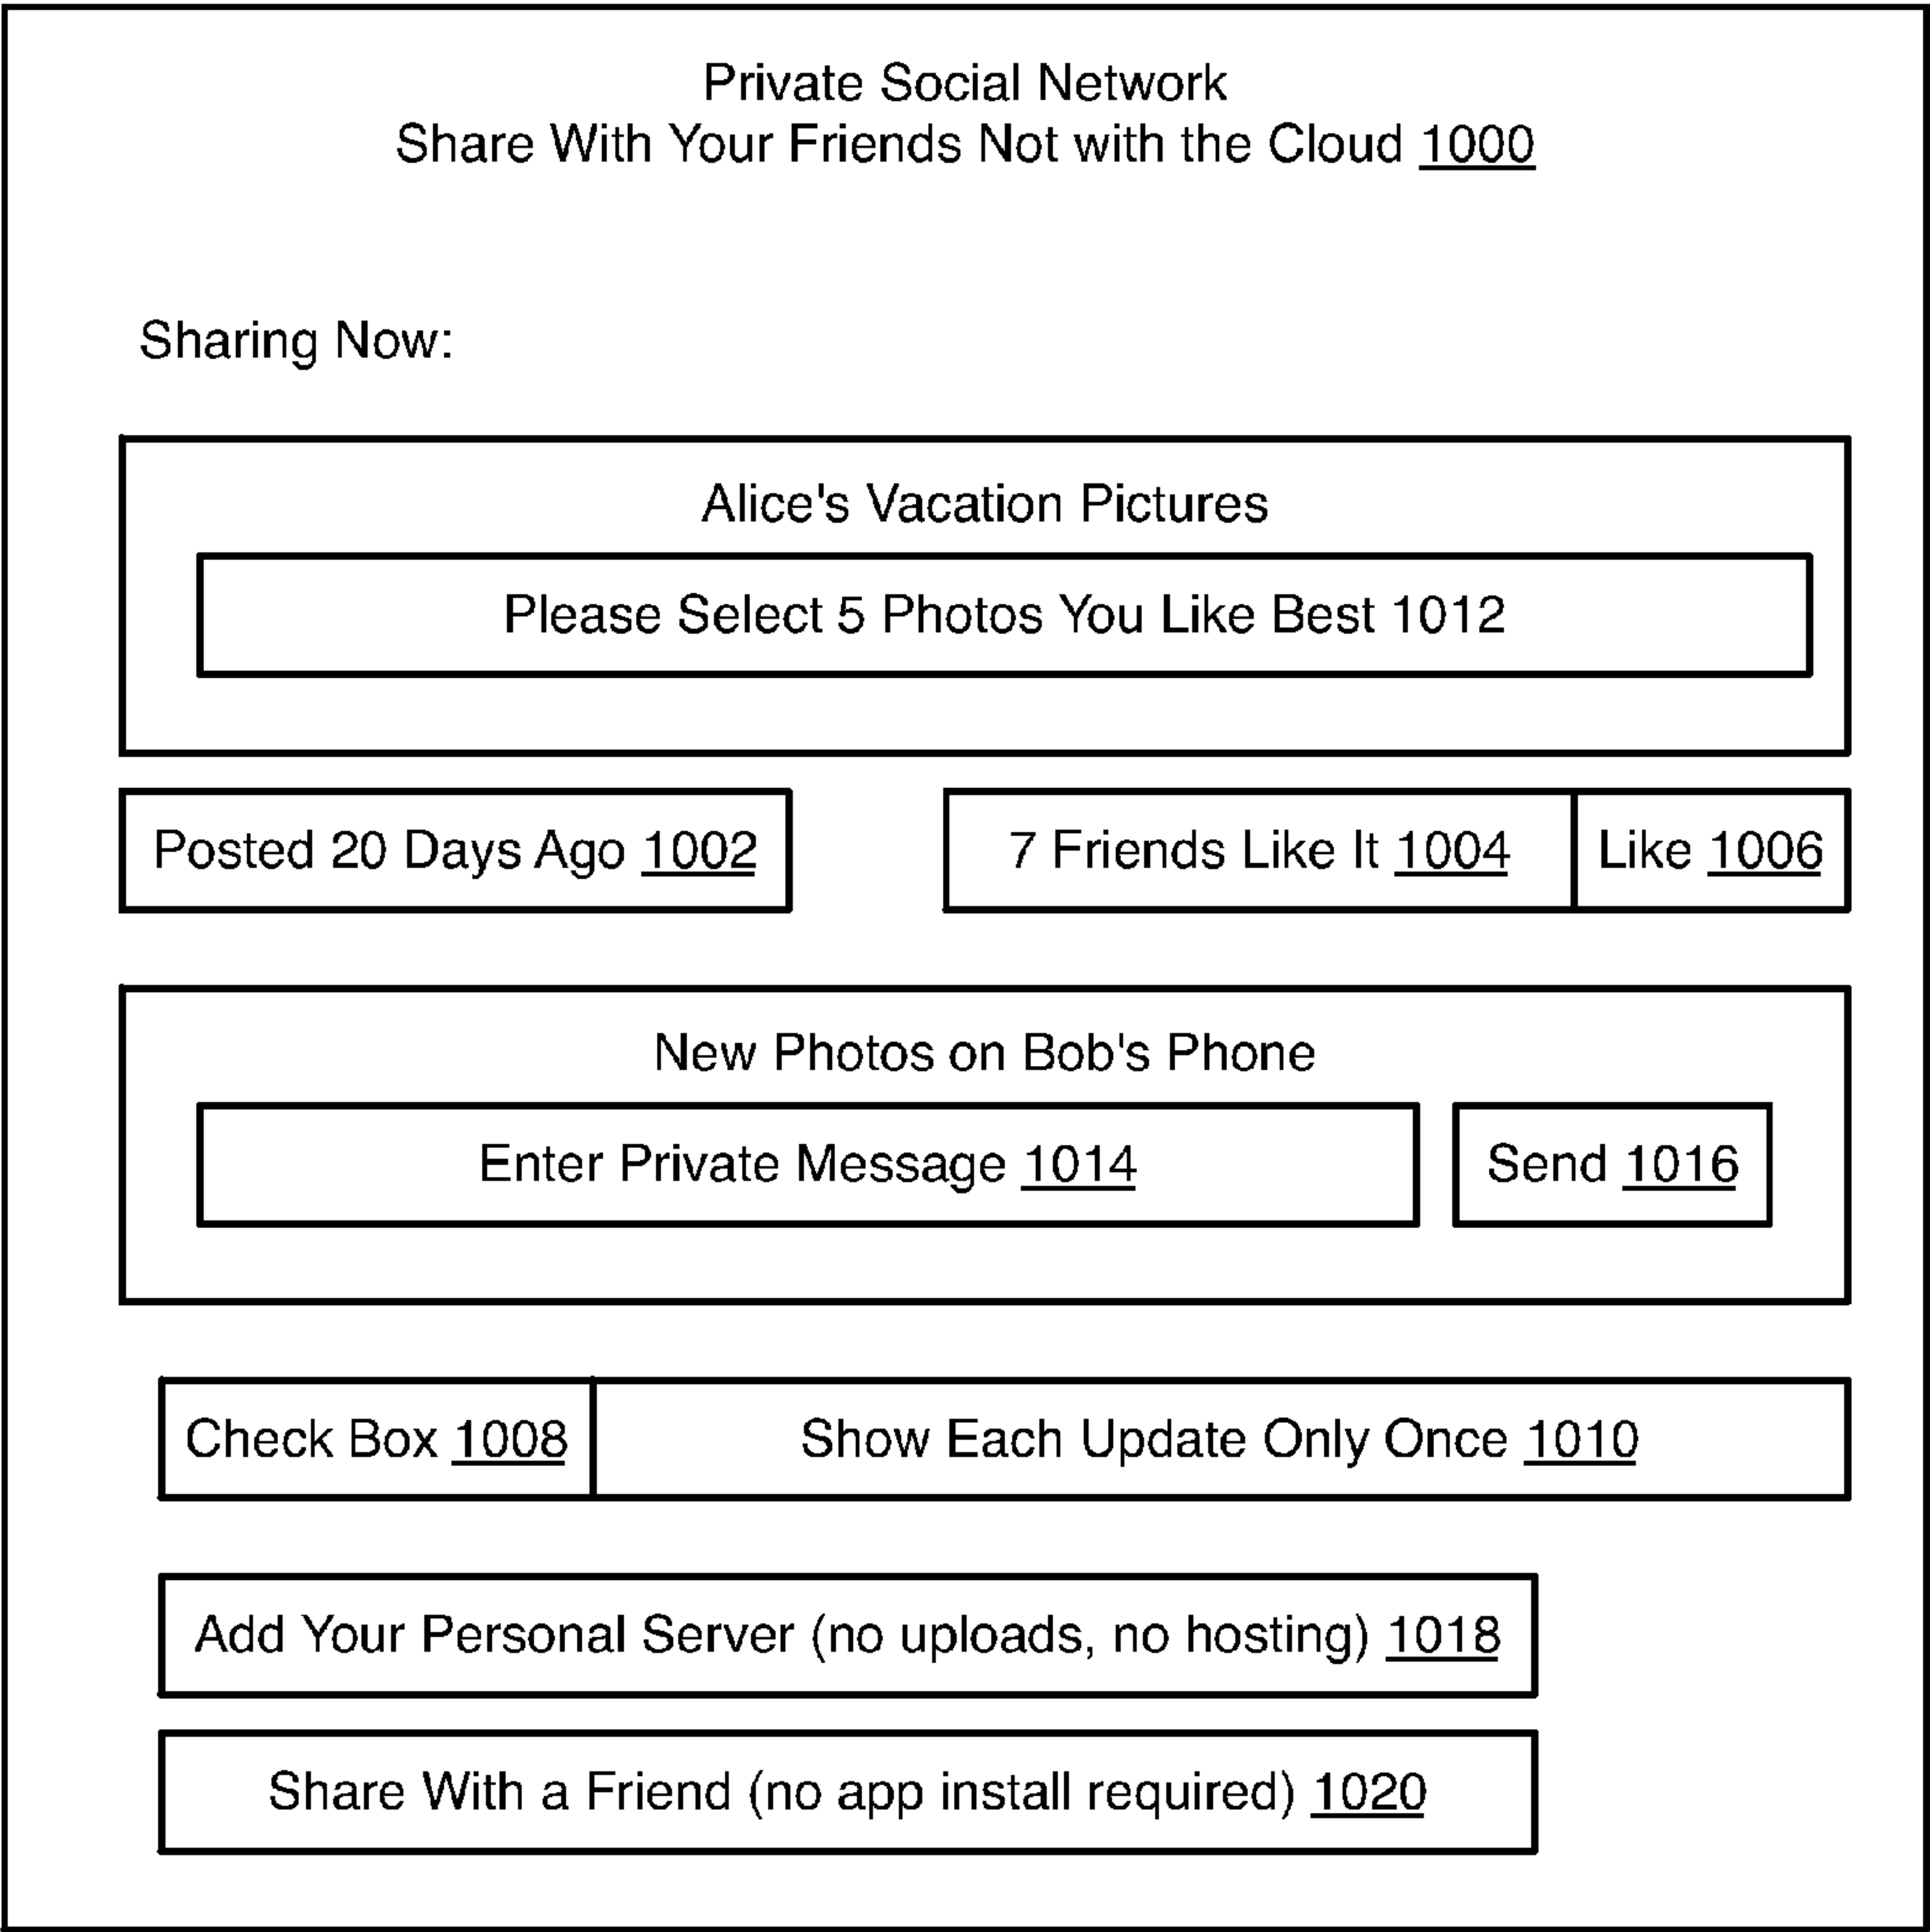 Private Social Network
Share With Your Friends Not with the Cloud 1000
Sharing Now:
Alice's Vacation Pictures
Please Select 5 Photos You Like Best 1012
Posted 20 Days Ago 1002
7 Friends Like It 1004
Like 1006
New Photos on Bob's Phone
Enter Private Message 1014
Send 1016
Check Box 1008
Show Each Update Only Once 1010
Add Your Personal Server (no uploads, no hosting) 1018
Share With a Friend (no app install required) 1020